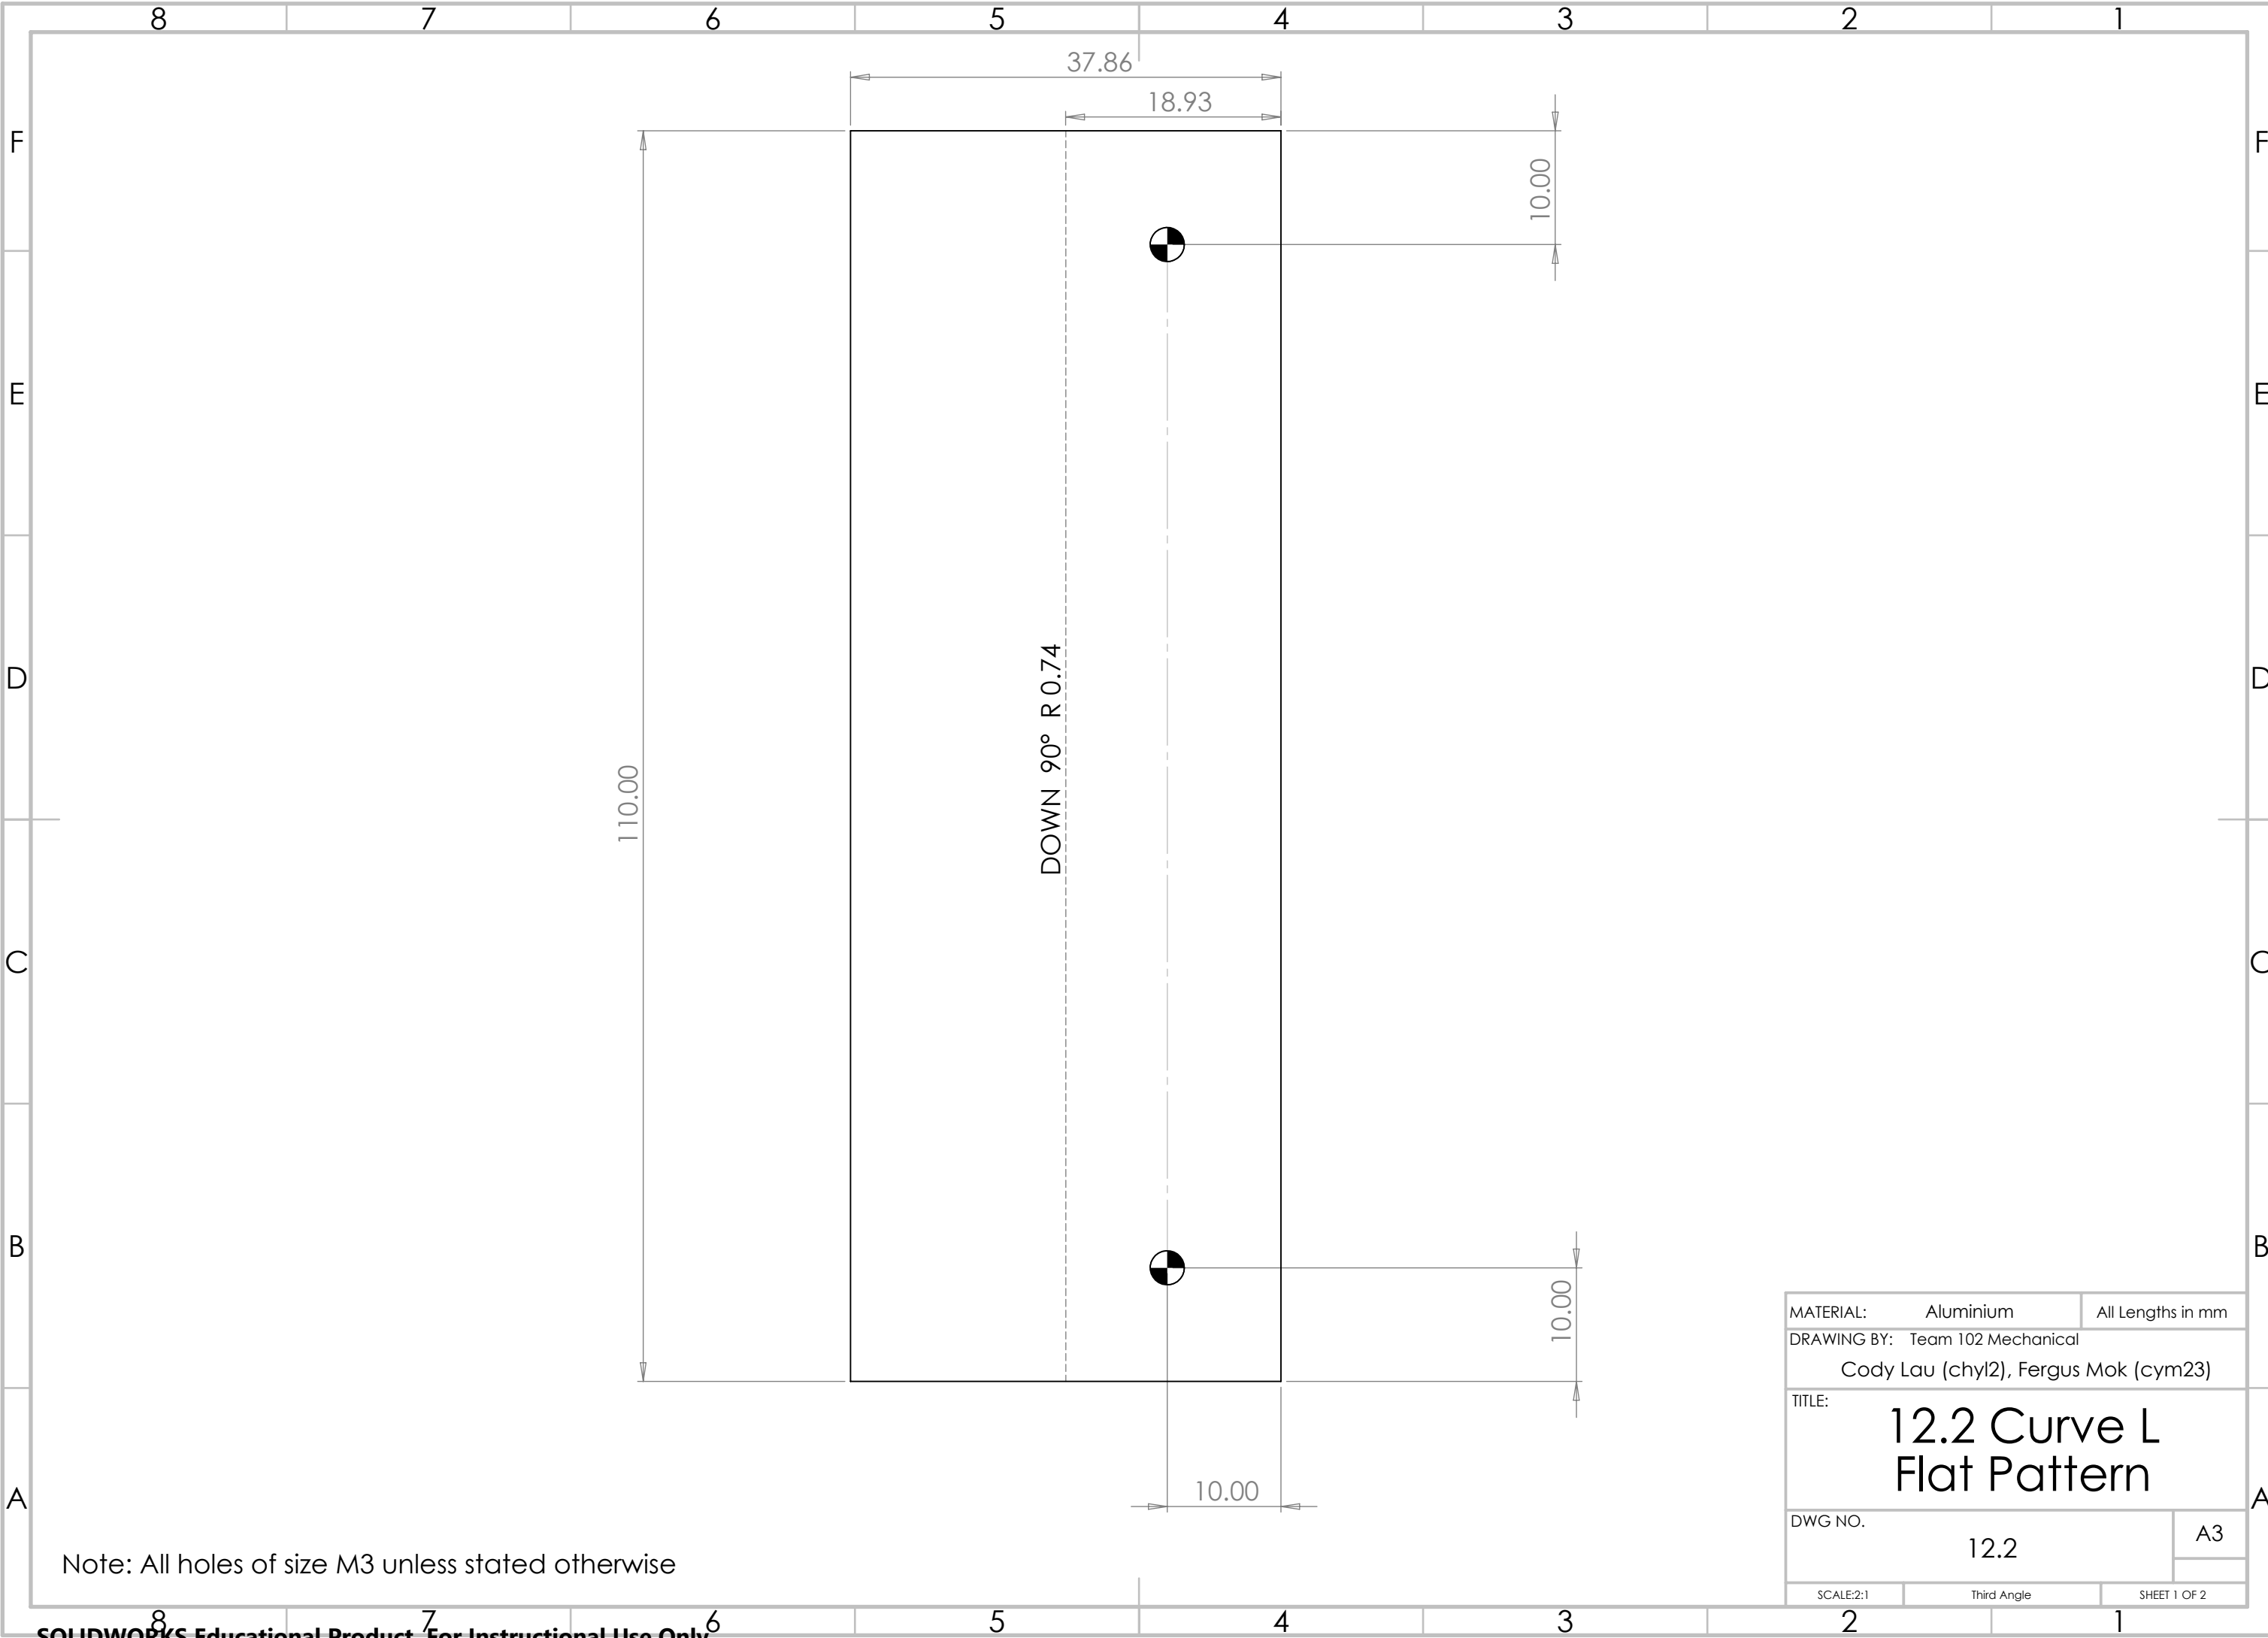 8 7 6 5 4 3 2 1
37.86
18.93
F F
10.00
E E
DOWN 90° R 0.74
D D
110.00
C C
B B
10.00
MATERIAL: Aluminium All Lengths in mm
DRAWING BY: Team 102 Mechanical
Cody Lau (chyl2), Fergus Mok (cym23)
TITLE:
12.2 Curve L
Flat Pattern
A A
10.00
DWG NO.
12.2
A3
Note: All holes of size M3 unless stated otherwise
SCALE:2:1 Third Angle SHEET 1 OF 2
8 7 6 5 4 3 2 1
SOLIDWORKS Educational Product. For Instructional Use Only.